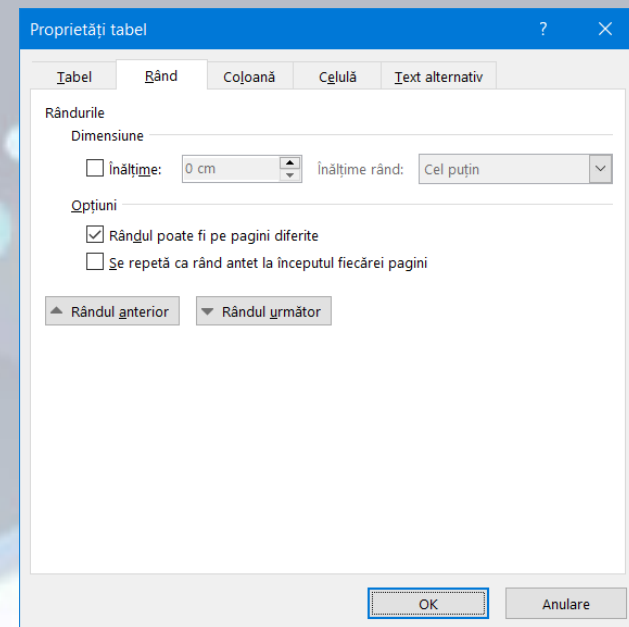 Proprietăți tabel ?
Tabel Rând Coloană Celulă Text alternativ
Rândurile
Dimensiune
Înălțime: 0 cm Înălțime rând: Cel puțin
Opțiuni
Rândul poate fi pe pagini diferite
Se repetă ca rând antet la începutul fiecărei pagini
Rândul anterior Rândul următor
OK Anulare